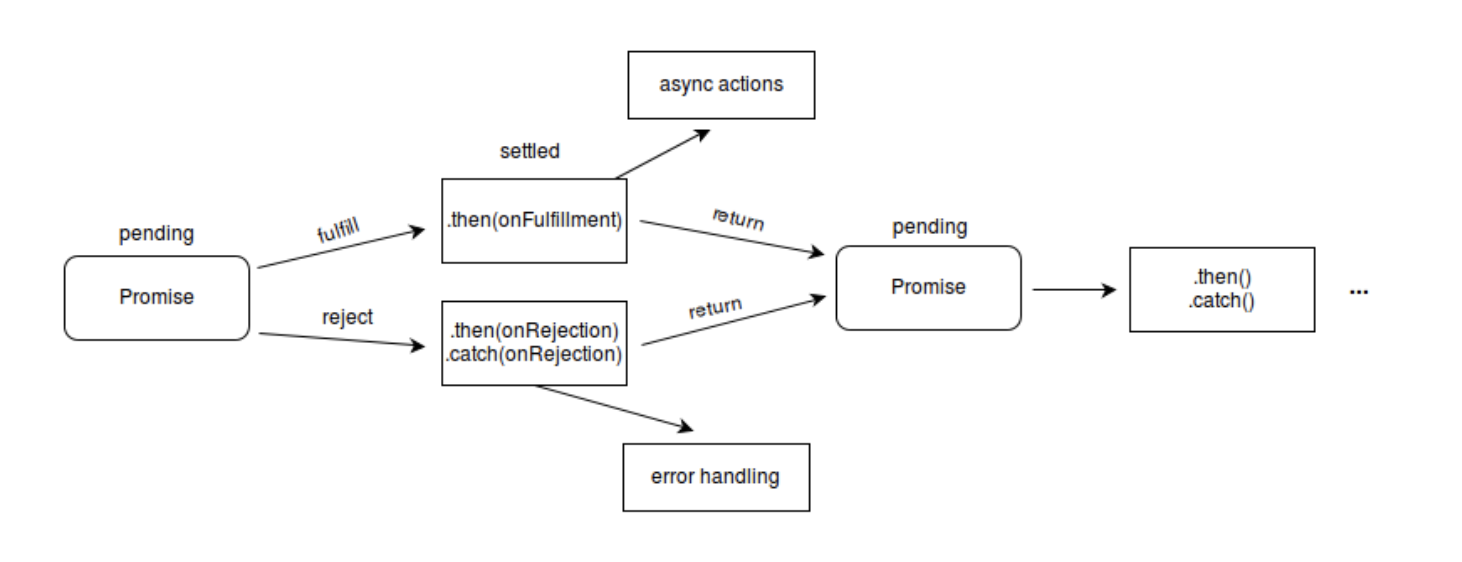 async actions
settled
.then(onFulfillment)
pending
fulfill
return
pending
Promise
reject
.then(onRejection)
.catch(onRejection)
return
Promise
.then()
.catch()
...
error handling